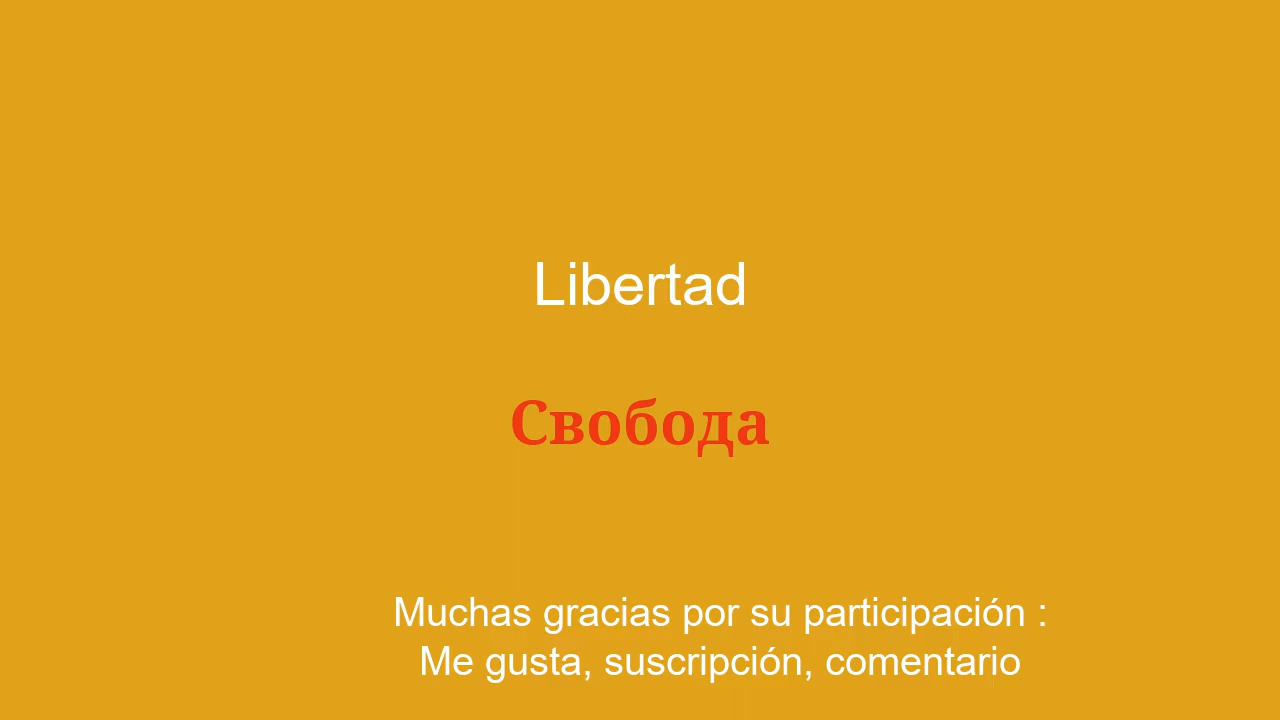 Libertad
Свобода
Muchas gracias por su participación :
Me gusta, suscripción, comentario